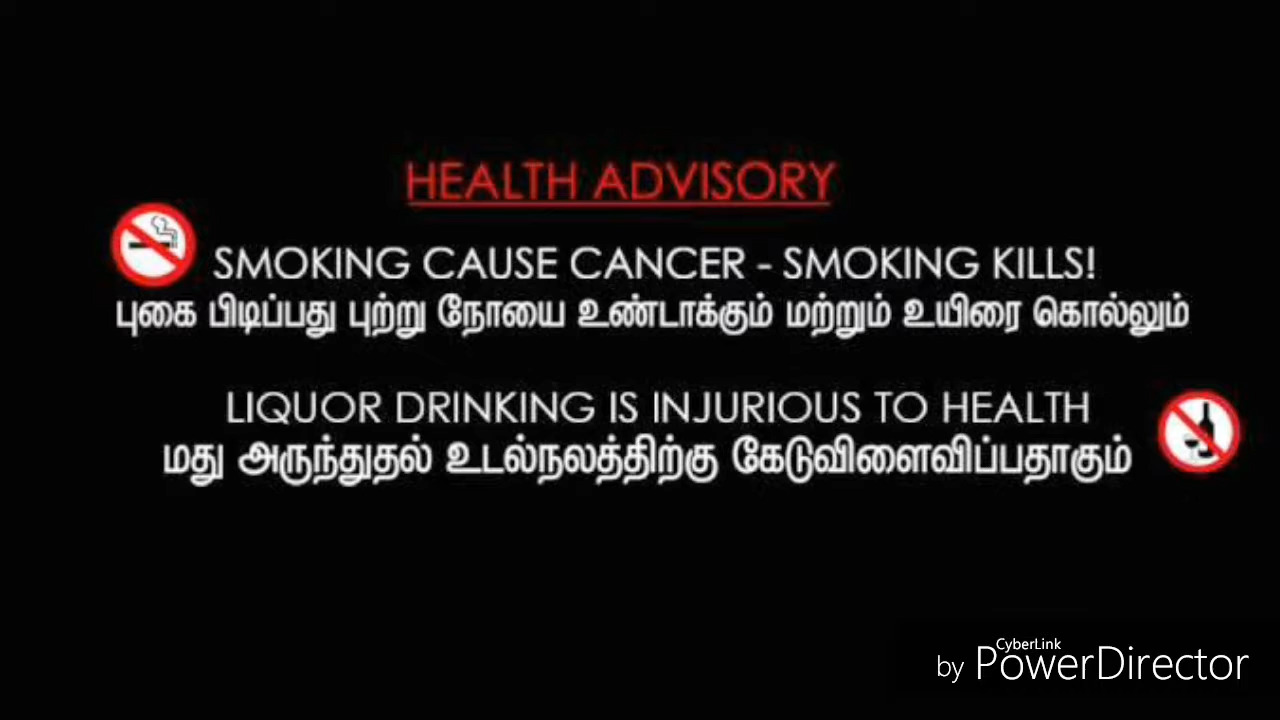 HEALTH ADVISORY
SMOKING CAUSE CANCER - SMOKING KILLS!
புகை பிடிப்பது புற்று நோயை உண்டாக்கும் மற்றும் உயிரை கொல்லும்
LIQUOR DRINKING IS INJURIOUS TO HEALTH
மது அருந்துதல் உடல்நலத்திற்கு கேடுவிளைவிப்பதாகும்
CyberLink
by PowerDirector